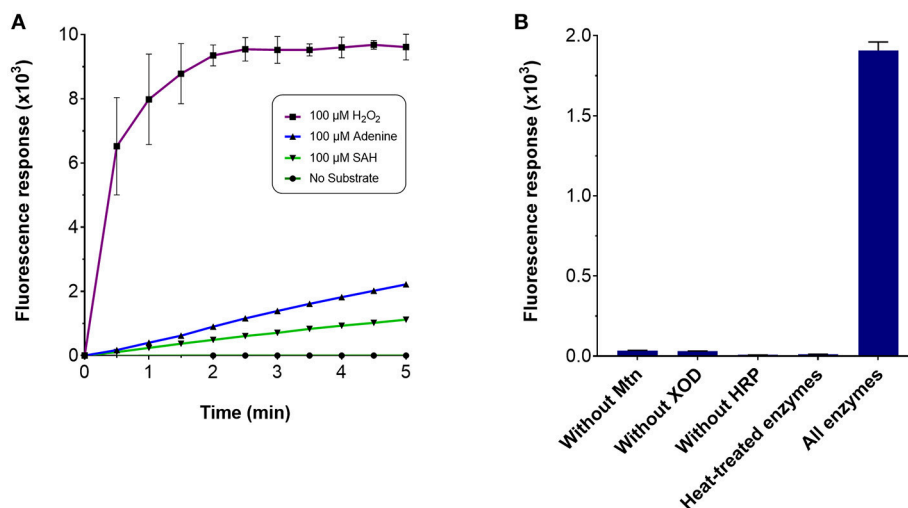 A
Fluorescence response (x10³)
10
8
6
4
2
0
0 1 2 3 4 5
Time (min)
100 µM H₂O₂
100 µM Adenine
100 µM SAH
No Substrate
B
Fluorescence response (x10³)
2.0
1.5
1.0
0.5
0.0
Without Mtn
Without XOD
Without HRP
Heat-treated enzymes
All enzymes